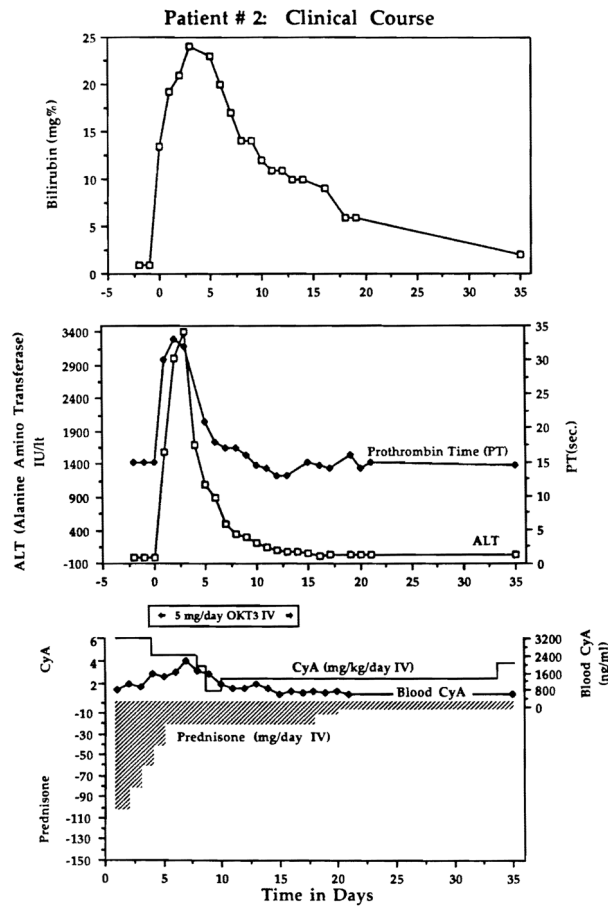 Patient # 2: Clinical Course
25
20
15
10
5
0
Bilirubin (mg%)
-5 0 5 10 15 20 25 30 35
3400
2900
2400
1900
1400
900
400
-100
ALT (Alanine Amino Transferase)
IU/lt
35
30
25
20
15
10
5
0
PT(sec.)
Prothrombin Time (PT)
ALT
-5 0 5 10 15 20 25 30 35
5 mg/day OKT3 IV
6
4
2
CyA
3200
2600
2000
1400
800
0
Blood CyA
(ng/ml)
CyA (mg/kg/day IV)
Blood CyA
Prednisone (mg/day IV)
-10
-30
-50
-70
-90
-110
-130
-150
Prednisone
0 5 10 15 20 25 30 35
Time in Days